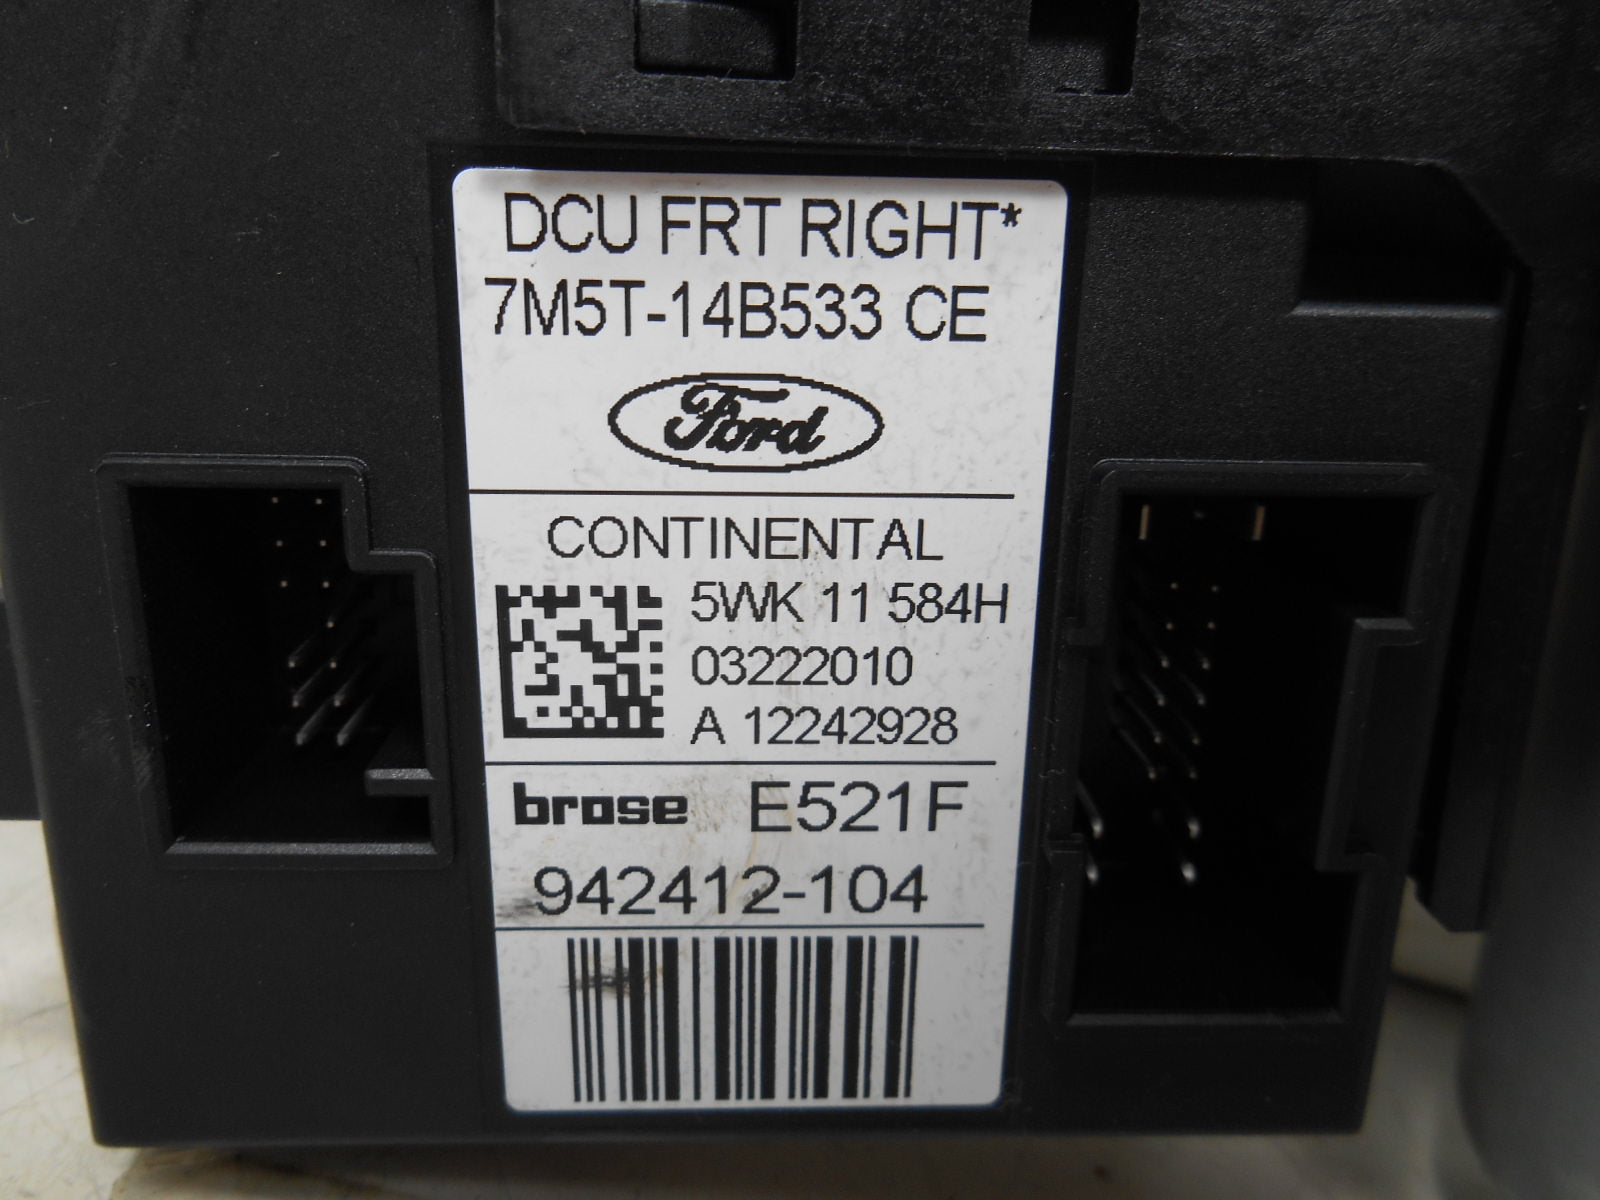 DCU FRT RIGHT*
7M5T-14B533 CE
Ford
CONTINENTAL
5WK 11 584H
03222010
A 12242928
brose E521F
942412-104